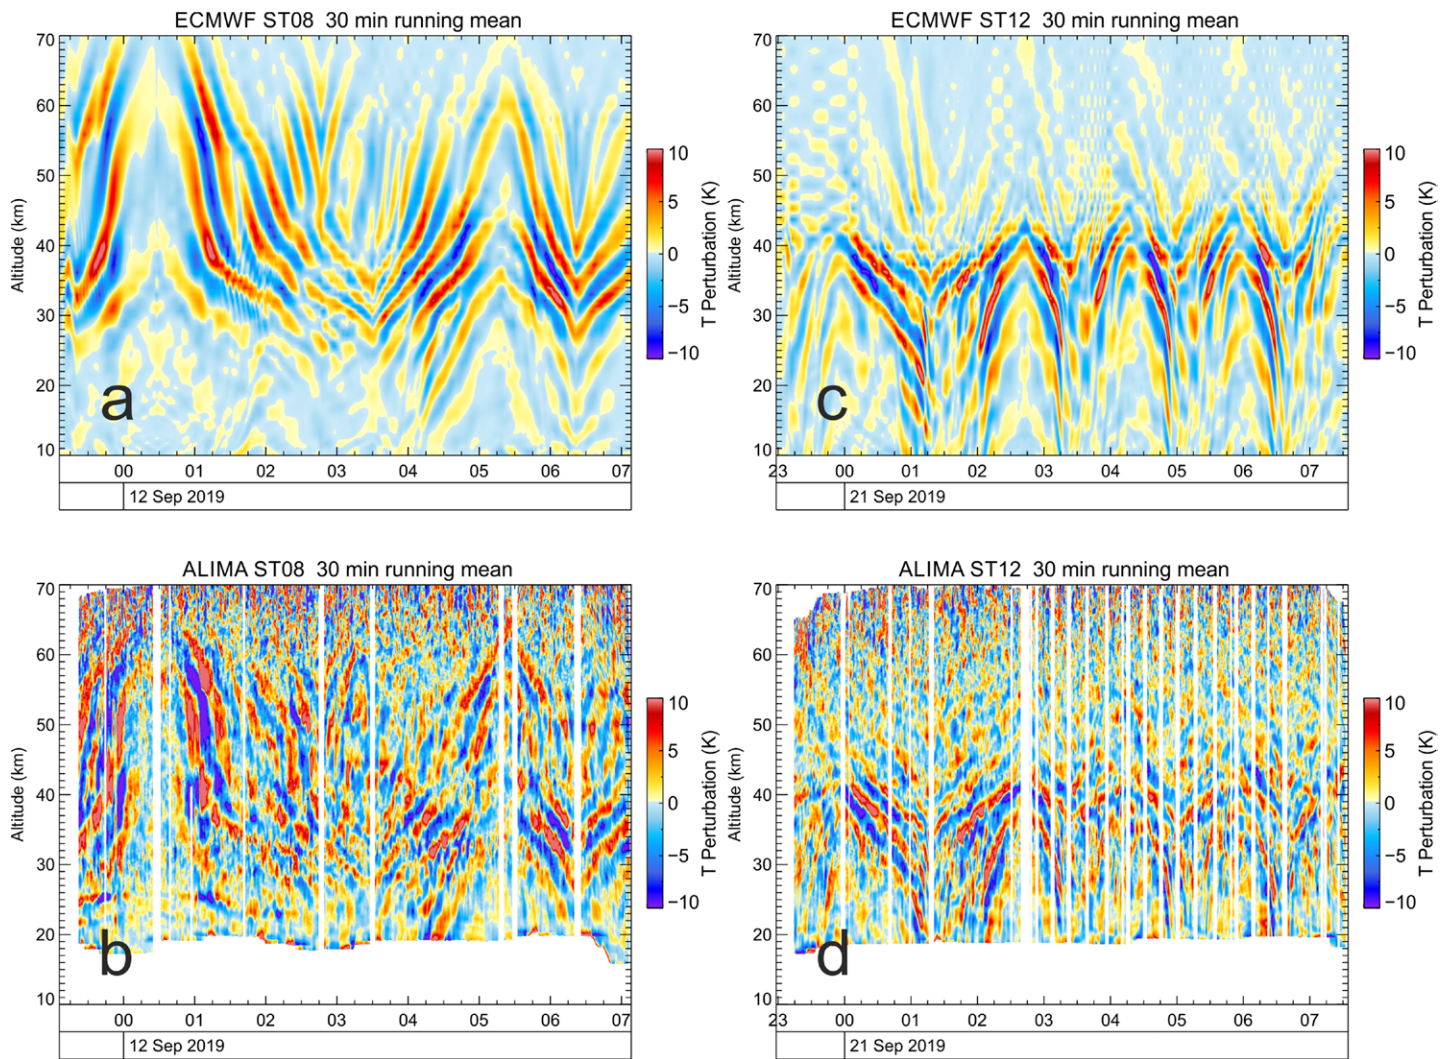 ECMWF ST08 30 min running mean
70
60
50
40
30
20
10
Altitude (km)
a
00 01 02 03 04 05 06 07
12 Sep 2019
10
5
0
−5
−10
T Perturbation (K)
ECMWF ST12 30 min running mean
70
60
50
40
30
20
10
Altitude (km)
c
23 00 01 02 03 04 05 06 07
21 Sep 2019
10
5
0
−5
−10
T Perturbation (K)
ALIMA ST08 30 min running mean
70
60
50
40
30
20
10
Altitude (km)
b
00 01 02 03 04 05 06 07
12 Sep 2019
10
5
0
−5
−10
T Perturbation (K)
ALIMA ST12 30 min running mean
70
60
50
40
30
20
10
Altitude (km)
d
23 00 01 02 03 04 05 06 07
21 Sep 2019
10
5
0
−5
−10
T Perturbation (K)